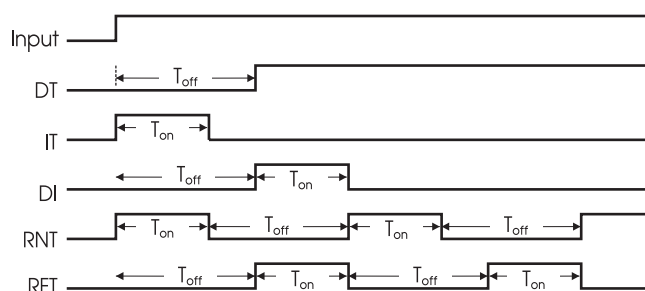 Input
DT T_off
IT T_on
DI T_off T_on
RNT T_on T_off T_on T_off
RFT T_off T_on T_off T_on